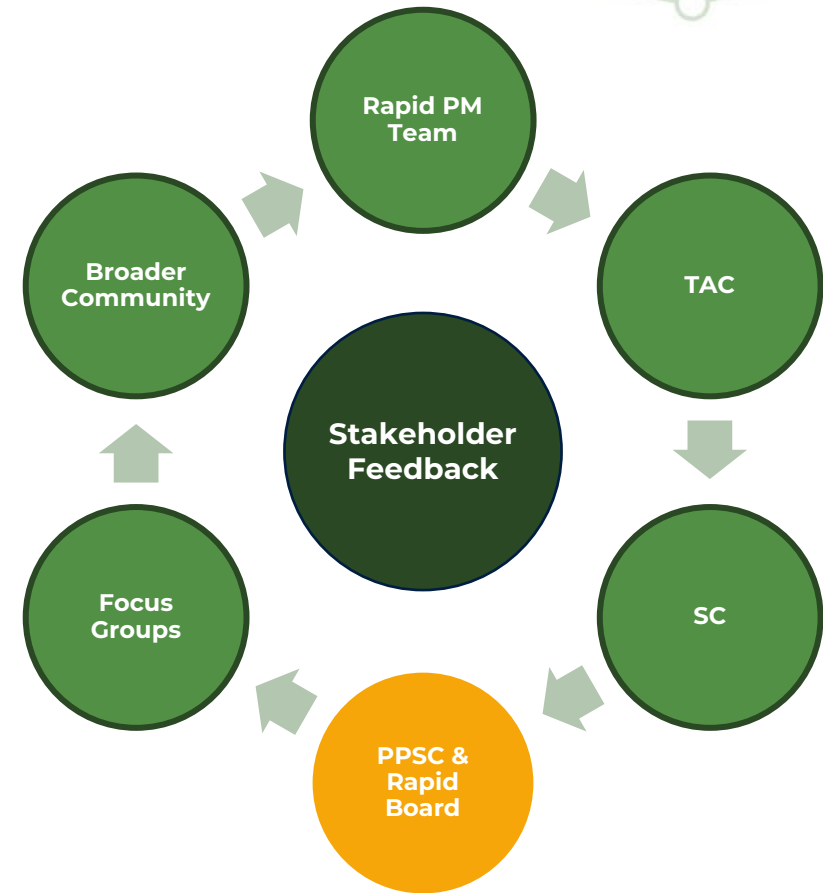 Rapid PM
Team
Broader
Community
TAC
Stakeholder
Feedback
Focus
Groups
SC
PPSC &
Rapid
Board